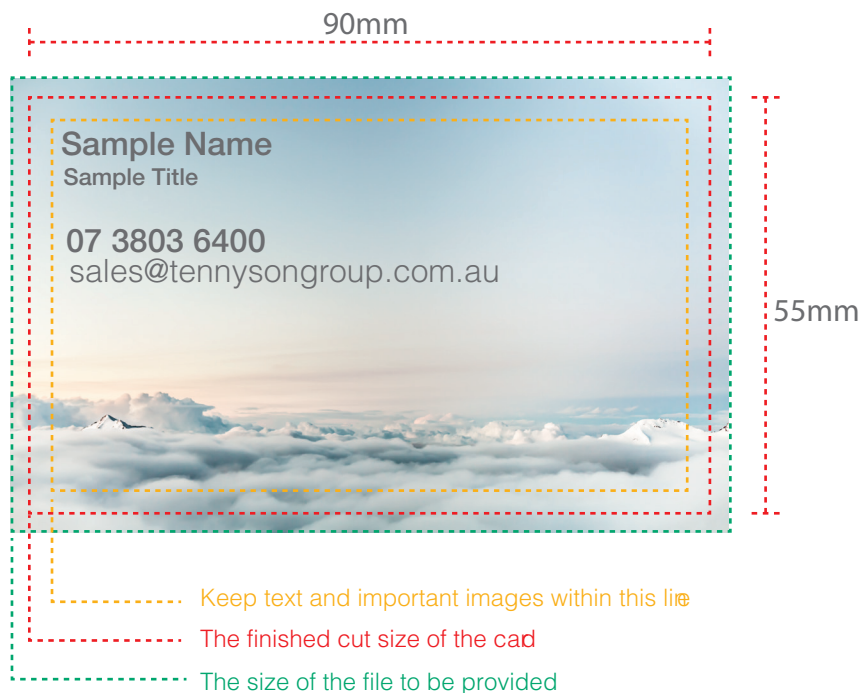 90mm
Sample Name
Sample Title
07 3803 6400
sales@tennysongroup.com.au
55mm
Keep text and important images within this line
The finished cut size of the card
The size of the file to be provided